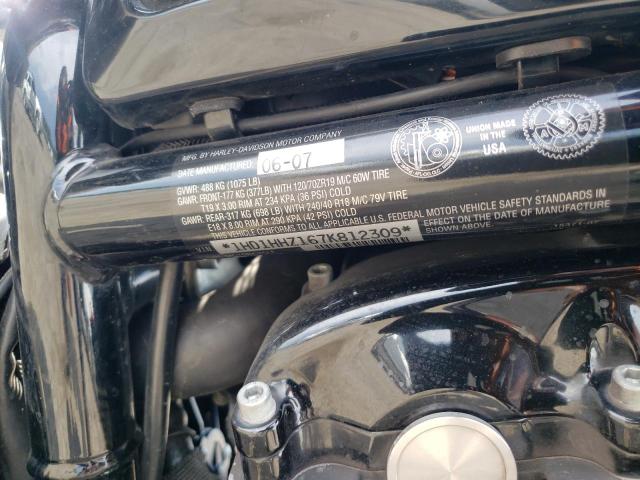 MFG. BY HARLEY-DAVIDSON MOTOR COMPANY
DATE MANUFACTURED 06-07
GVWR: 488 KG (1075 LB)
GAWR: FRONT-177 KG (377LB) WITH 120/70ZR19 M/C 60W TIRE
T19 X 3.00 RIM AT 234 KPA (36 PSI) COLD
GAWR: REAR-317 KG (698 LB) WITH 240/40 R18 M/C 79V TIRE
E18 X 8.00 RIM AT 290 KPA (42 PSI) COLD
THIS VEHICLE CONFORMS TO ALL APPLICABLE U.S. FEDERAL MOTOR VEHICLE SAFETY STANDARDS IN
EFFECT ON THE DATE OF MANUFACTURE
SHOWN ABOVE.
*1HD1HHZ167K812309*
UNION MADE
IN THE
USA